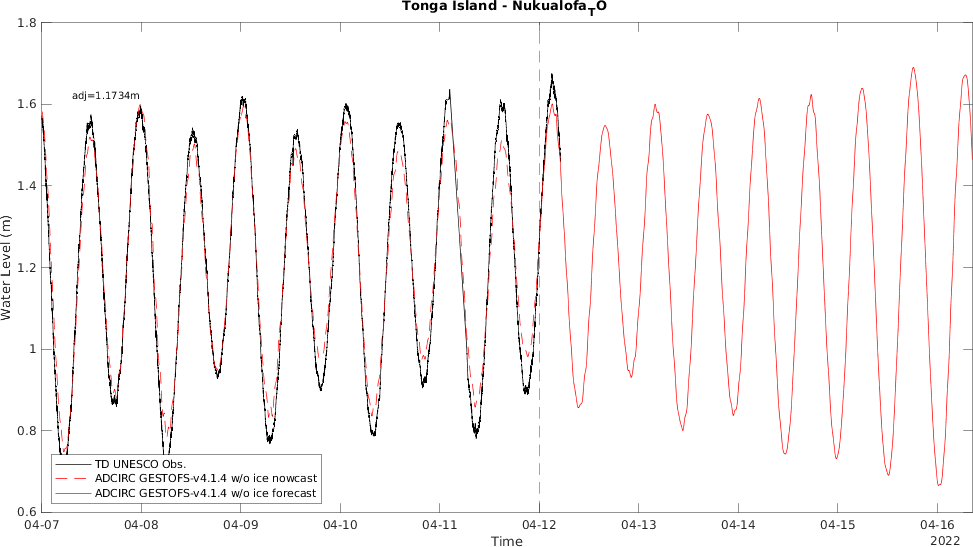 Tonga Island - Nukualofa_TO
1.8
adj=1.1734m
1.6
1.4
1.2
1
0.8
0.6
Water Level (m)
TD UNESCO Obs.
ADCIRC GESTOFS-v4.1.4 w/o ice nowcast
ADCIRC GESTOFS-v4.1.4 w/o ice forecast
04-07 04-08 04-09 04-10 04-11 04-12 04-13 04-14 04-15 04-16
Time
2022